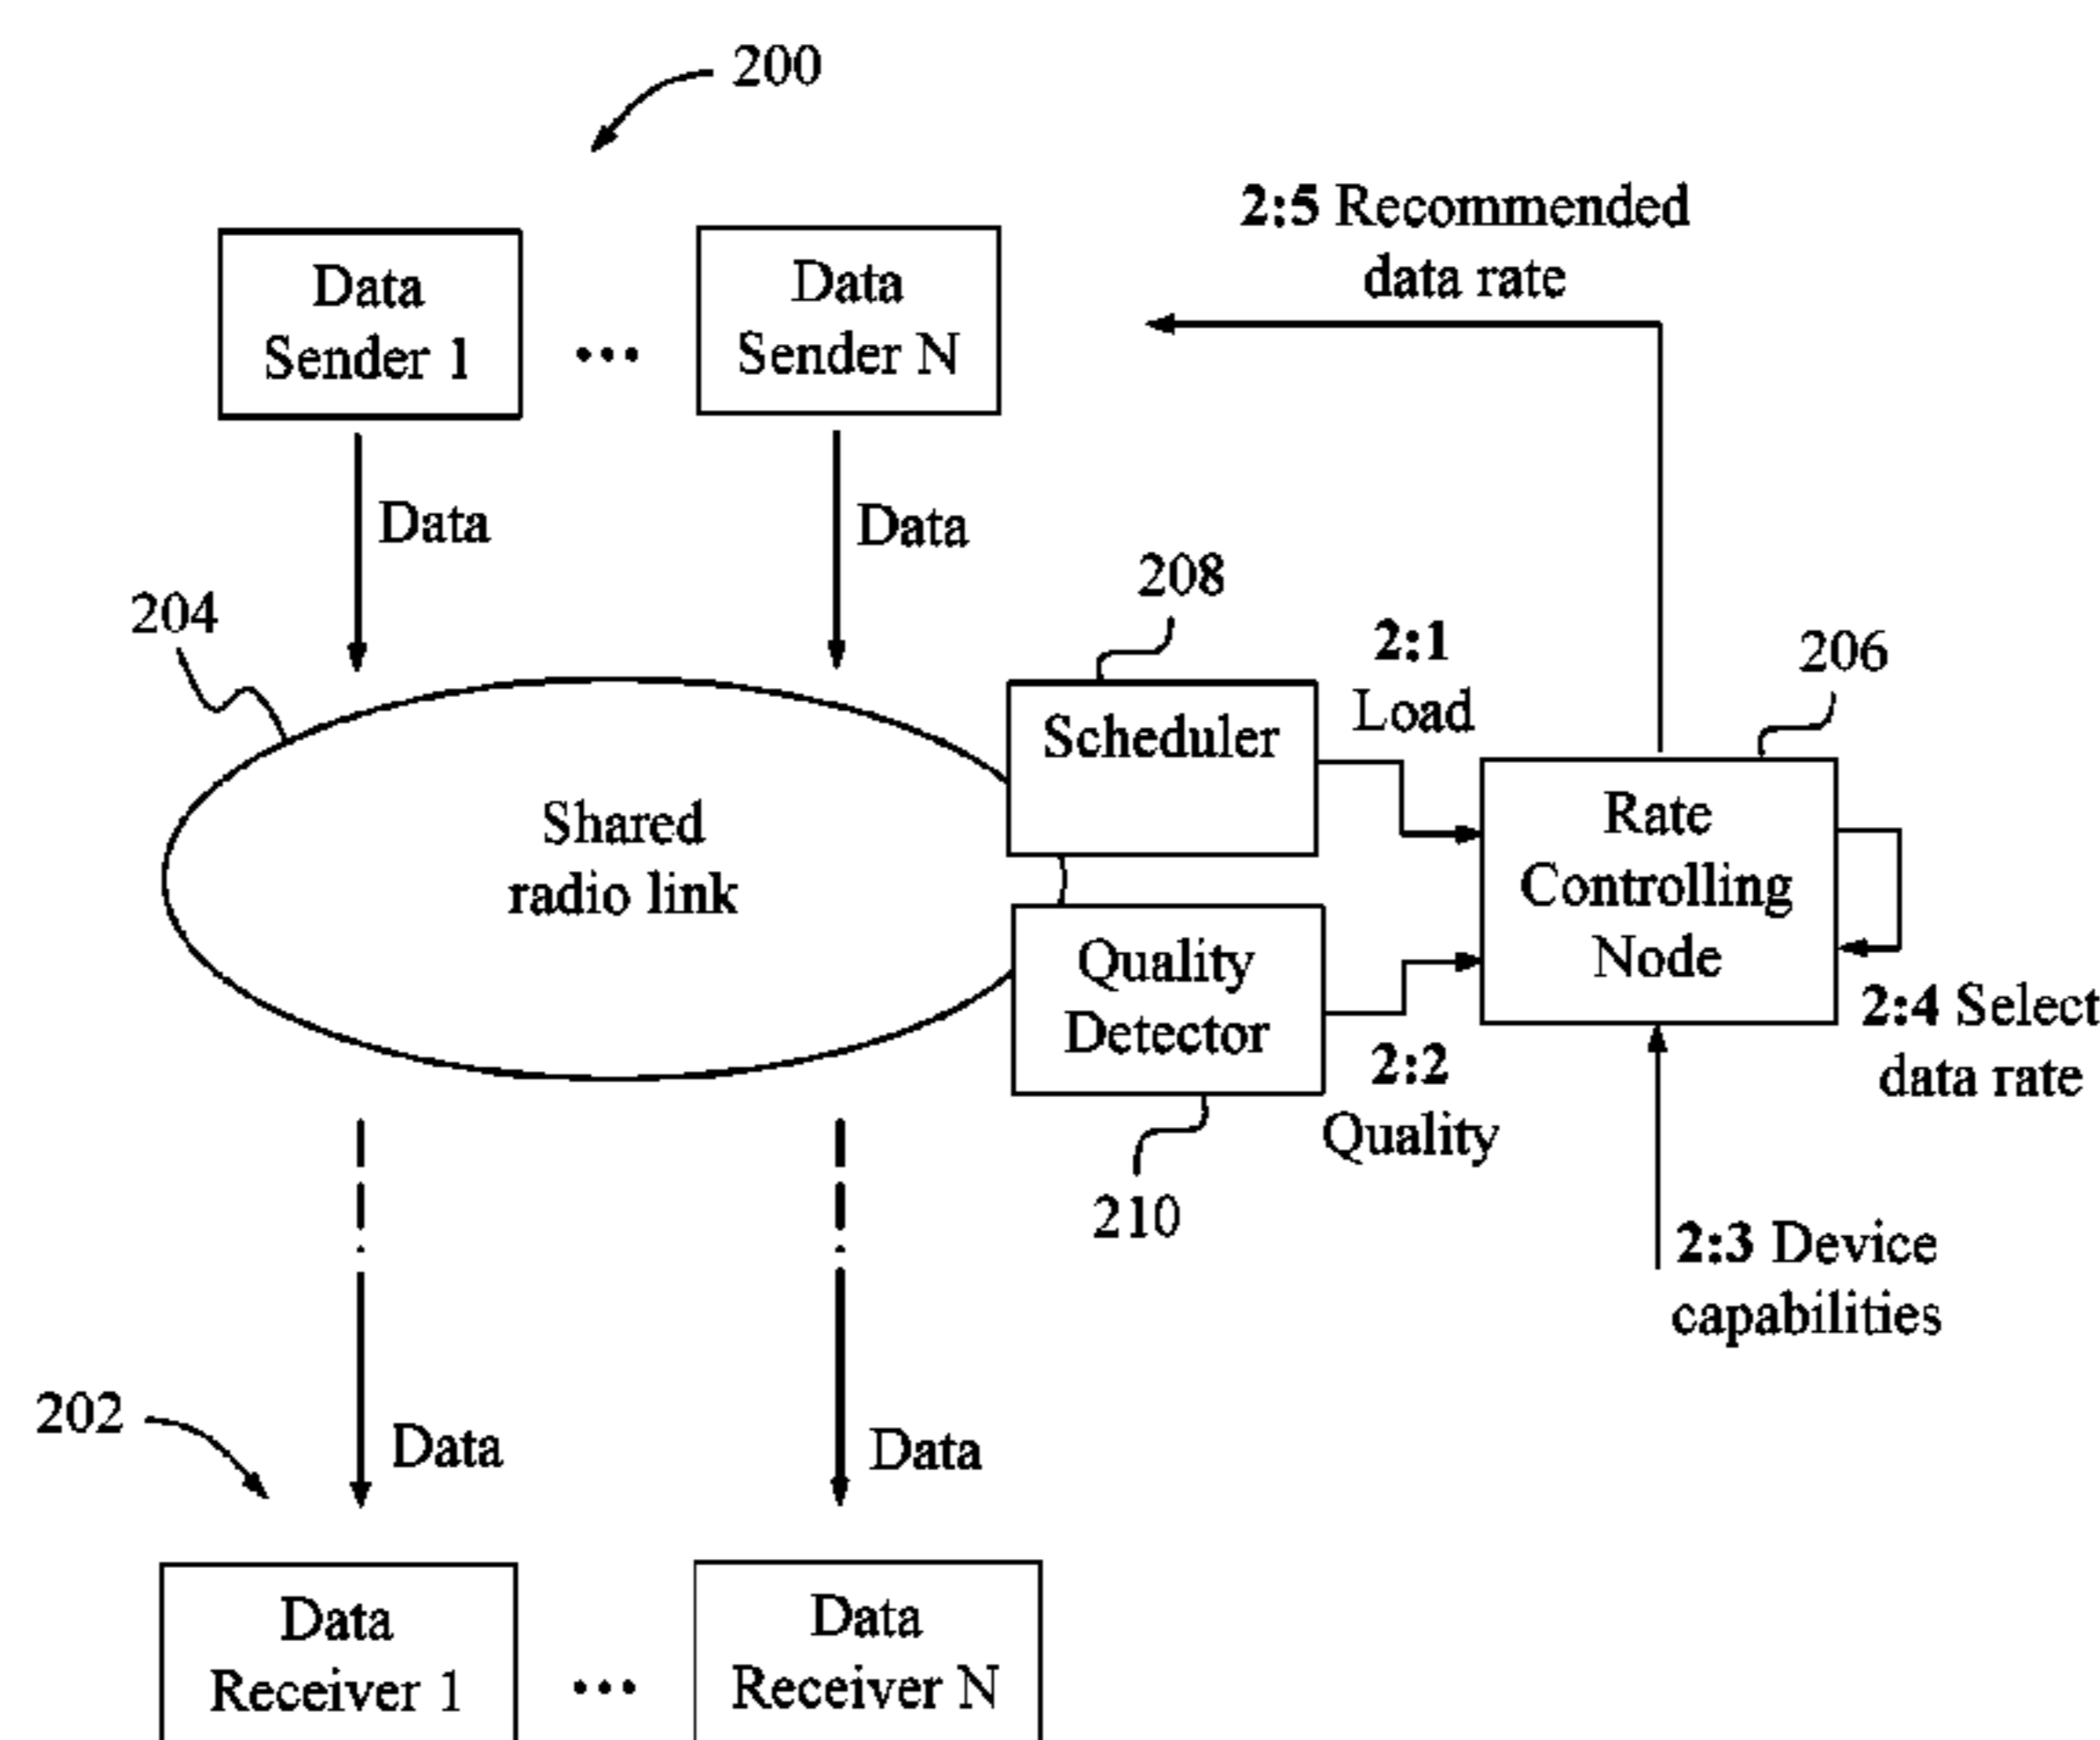 200
2:5 Recommended
data rate
Data
Sender 1
...
Data
Sender N
Data
Data
208
204
2:1
Load
206
Scheduler
Shared
radio link
Rate
Controlling
Node
Quality
Detector
2:4 Select
data rate
2:2
Quality
210
2:3 Device
capabilities
202
Data
Data
Data
Receiver 1
...
Data
Receiver N